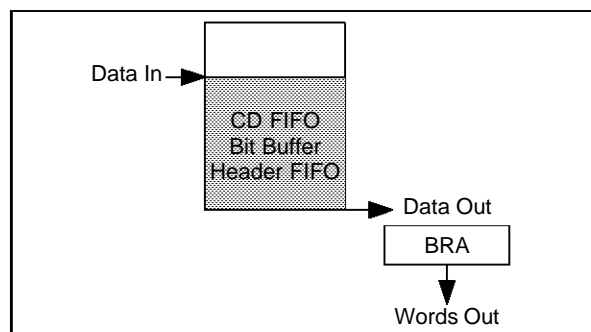 Data In
CD FIFO
Bit Buffer
Header FIFO
Data Out
BRA
Words Out